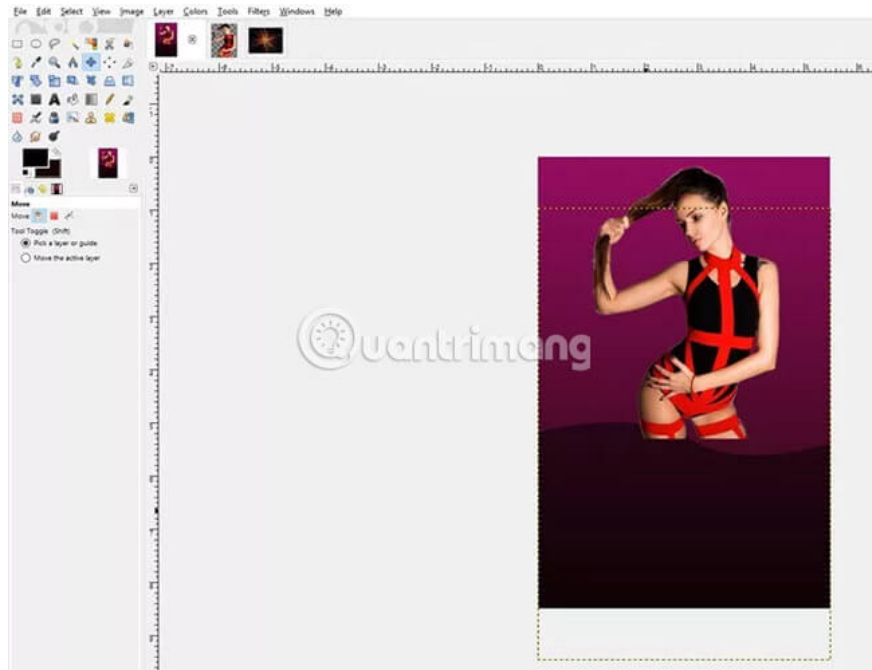 File Edit Select View Image Layer Colors Tools Filters Windows Help
Move
Move:
Tool Toggle (Shift)
Pick a layer or guide
Move the active layer
Quantrimang